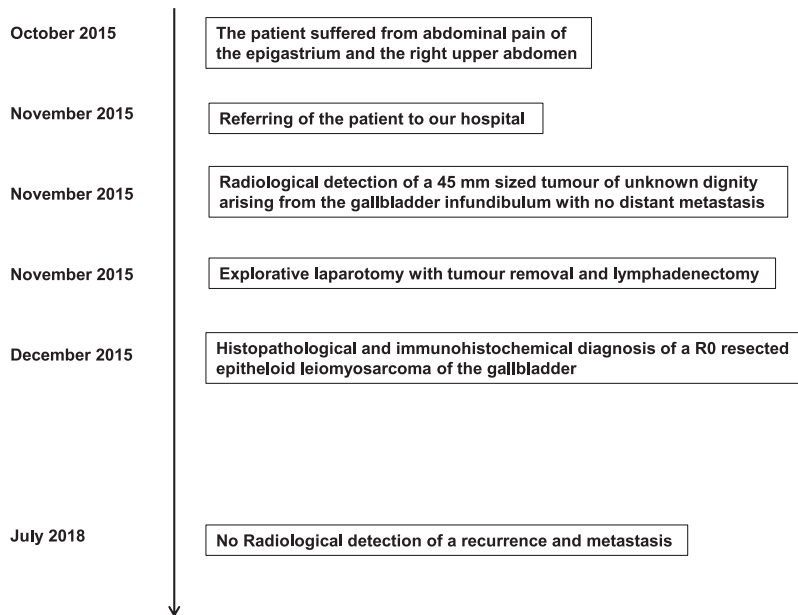 October 2015
The patient suffered from abdominal pain of
the epigastrium and the right upper abdomen
November 2015
Referring of the patient to our hospital
November 2015
Radiological detection of a 45 mm sized tumour of unknown dignity
arising from the gallbladder infundibulum with no distant metastasis
November 2015
Explorative laparotomy with tumour removal and lymphadenectomy
December 2015
Histopathological and immunohistochemical diagnosis of a R0 resected
epitheloid leiomyosarcoma of the gallbladder
July 2018
No Radiological detection of a recurrence and metastasis